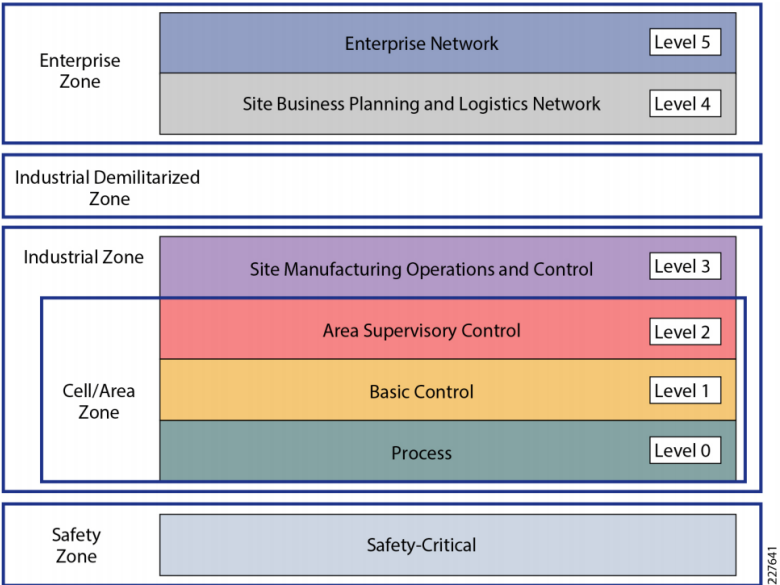 Enterprise
Zone
Enterprise Network
Level 5
Site Business Planning and Logistics Network
Level 4
Industrial Demilitarized
Zone
Industrial Zone
Site Manufacturing Operations and Control
Level 3
Cell/Area
Zone
Area Supervisory Control
Level 2
Basic Control
Level 1
Process
Level 0
Safety
Zone
Safety-Critical
227641